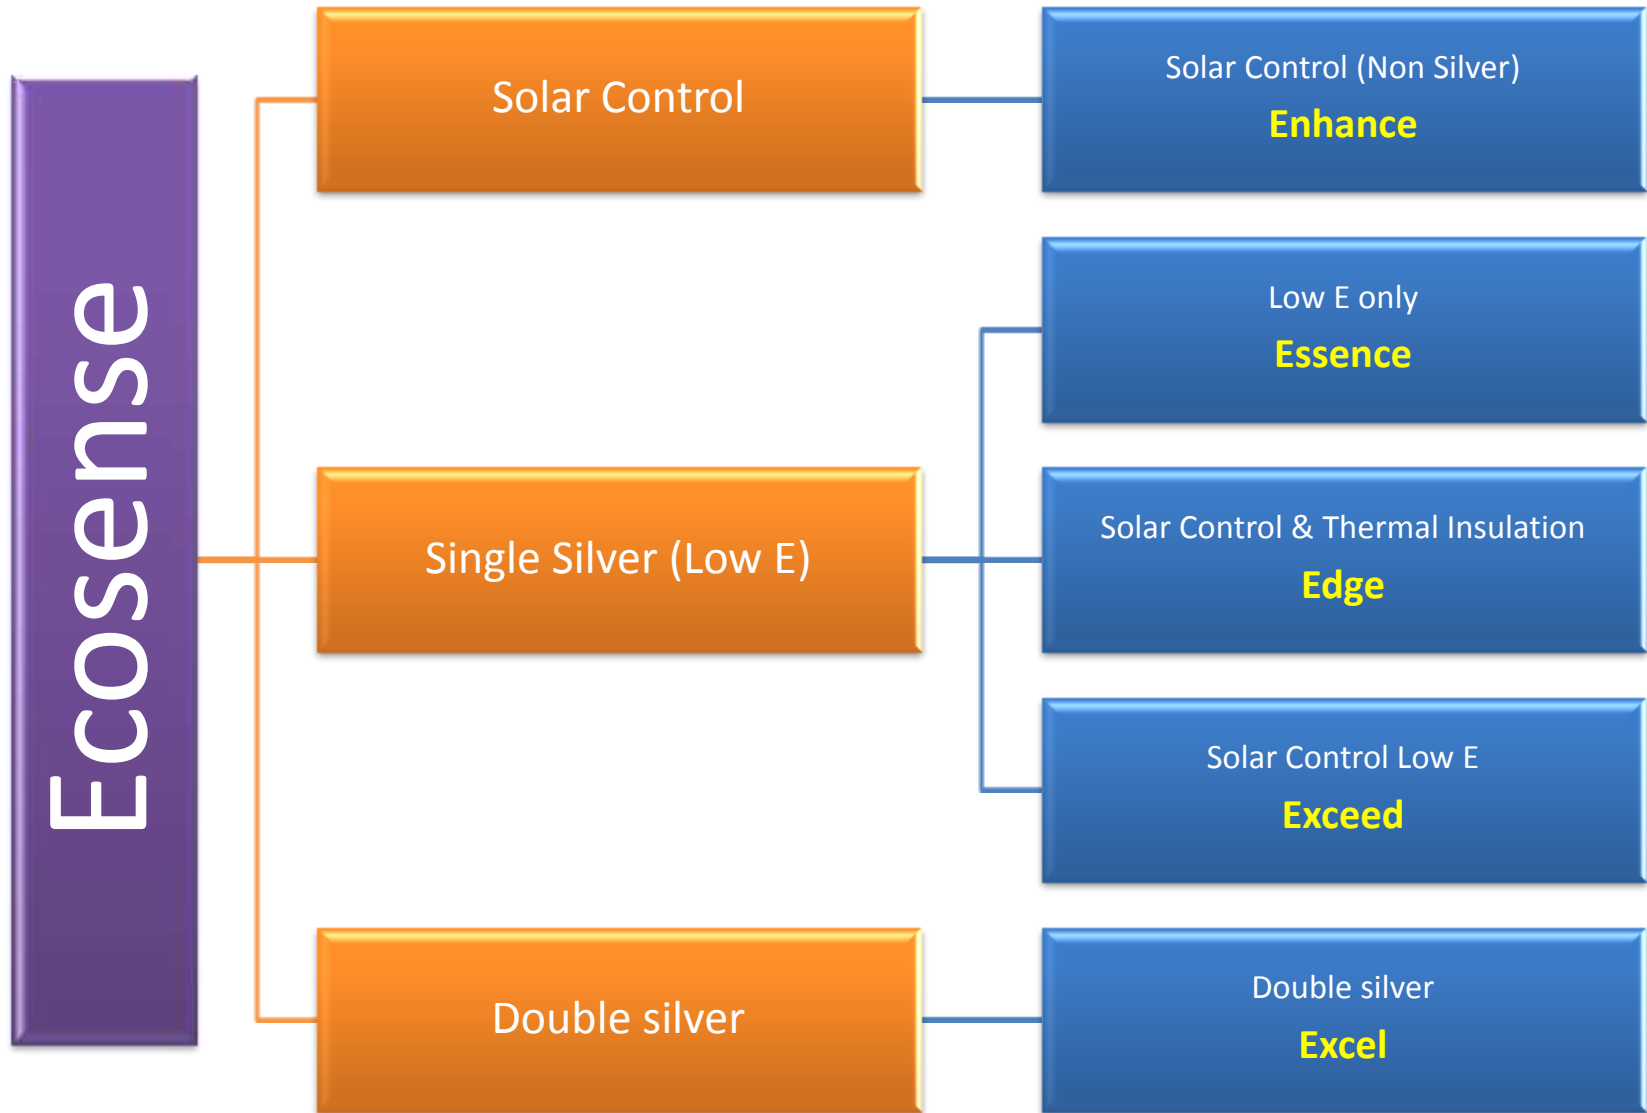 Ecosense
Solar Control
Solar Control (Non Silver)
Enhance
Single Silver (Low E)
Low E only
Essence
Solar Control & Thermal Insulation
Edge
Solar Control Low E
Exceed
Double silver
Double silver
Excel